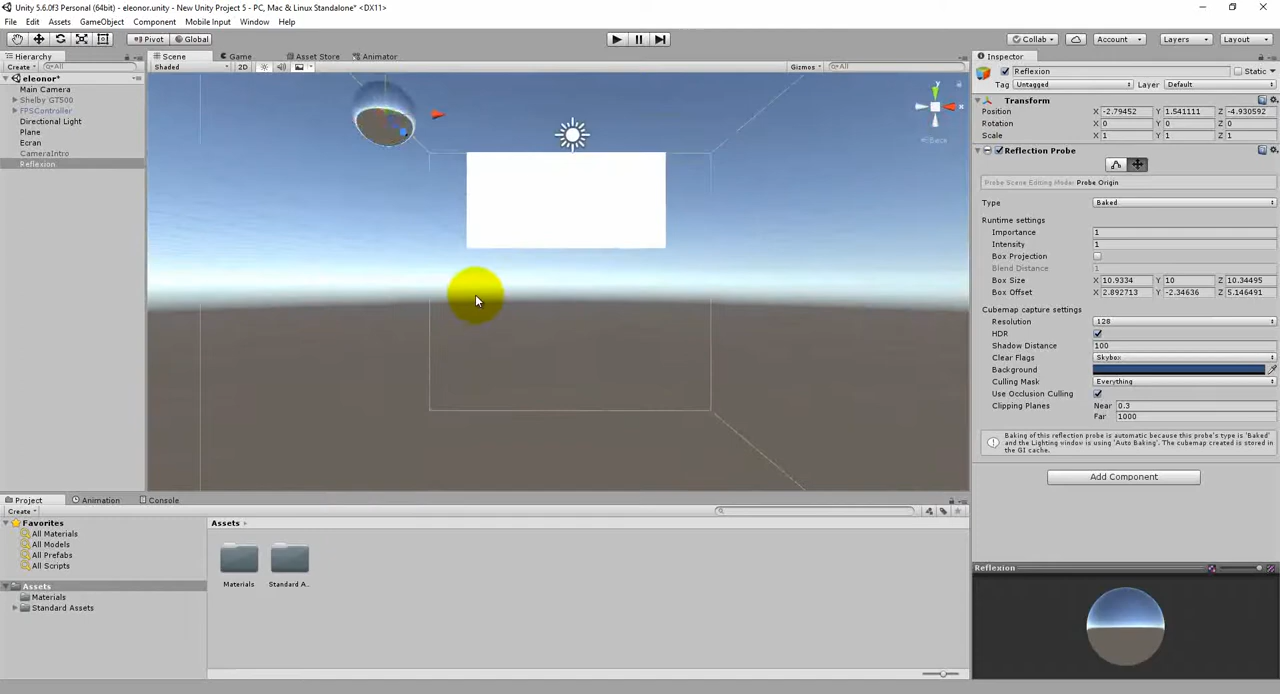 Unity 5.6.0f3 Personal (64bit) - eleonor.unity - New Unity Project 5 - PC, Mac & Linux Standalone* <DX11>
File Edit Assets GameObject Component Mobile Input Window Help
Pivot Global Collab Account Layers Layout
Hierarchy Scene Game Asset Store Animator Inspector
Create All Shaded 2D Gizmos All
eleonor*
Main Camera
Shelby GT500
FPSController
Directional Light
Plane
Ecran
CameraIntro
Reflexion
y
x
Back
Reflexion Static
Tag Untagged Layer Default
Transform
Position X -2.79452 Y 1.541111 Z -4.930592
Rotation X 0 Y 0 Z 0
Scale X 1 Y 1 Z 1
Reflection Probe
Probe Scene Editing Mode: Probe Origin
Type Baked
Runtime settings
Importance 1
Intensity 1
Box Projection
Blend Distance 1
Box Size X 10.9334 Y 10 Z 10.34495
Box Offset X 2.892713 Y -2.34636 Z 5.146491
Cubemap capture settings
Resolution 128
HDR
Shadow Distance 100
Clear Flags Skybox
Background
Culling Mask Everything
Use Occlusion Culling
Clipping Planes Near 0.3
Far 1000
Baking of this reflection probe is automatic because this probe's type is 'Baked'
and the Lighting window is using 'Auto Baking'. The cubemap created is stored in
the GI cache.
Add Component
Project Animation Console
Create
Favorites
All Materials
All Models
All Prefabs
All Scripts
Assets
Materials
Standard Assets
Assets
Materials Standard A..
Reflexion